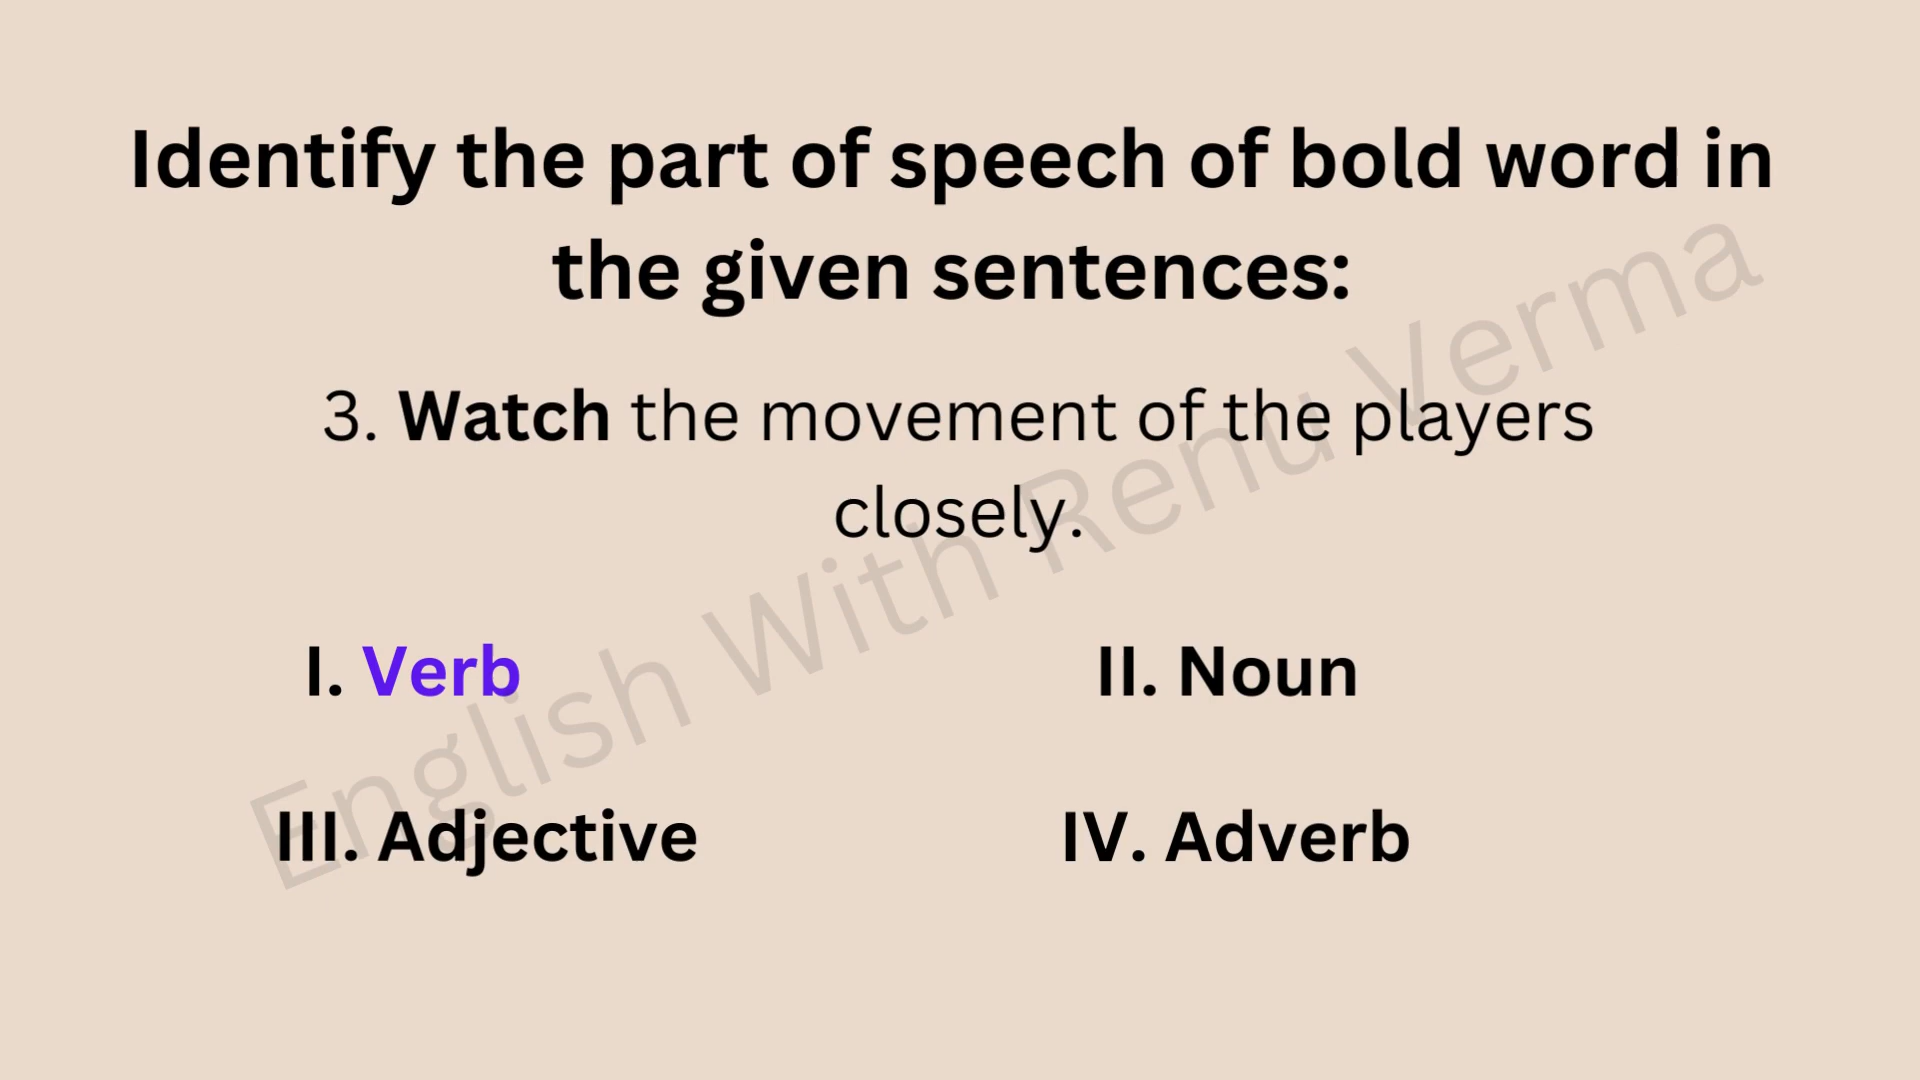 Identify the part of speech of bold word in
the given sentences:
3. Watch the movement of the players
closely.
I. Verb
II. Noun
III. Adjective
IV. Adverb
English With Renu Verma